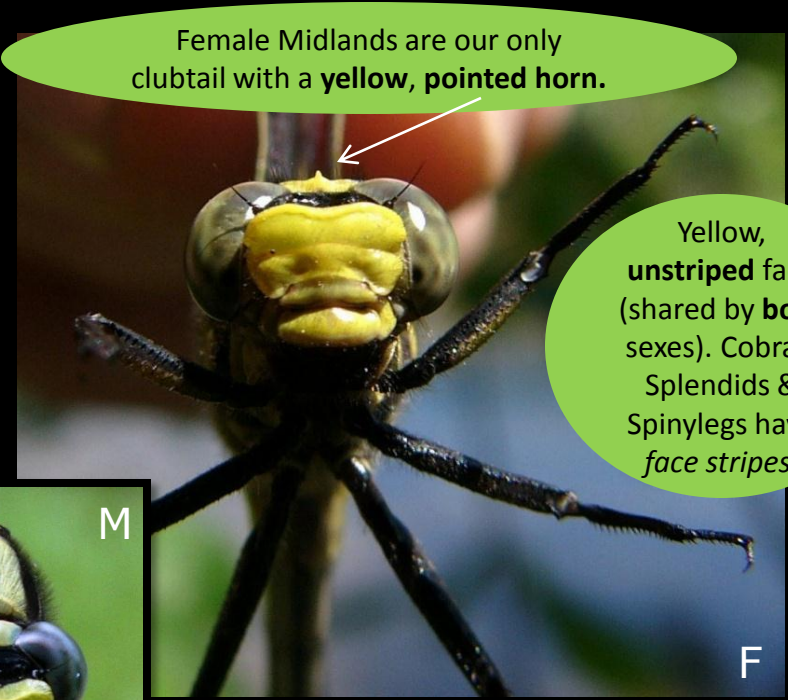 Female Midlands are our only
clubtail with a yellow, pointed horn.
Yellow,
unstriped
(shared by
sexes).
Splendids &
Spinylegs
face stripes
M
F